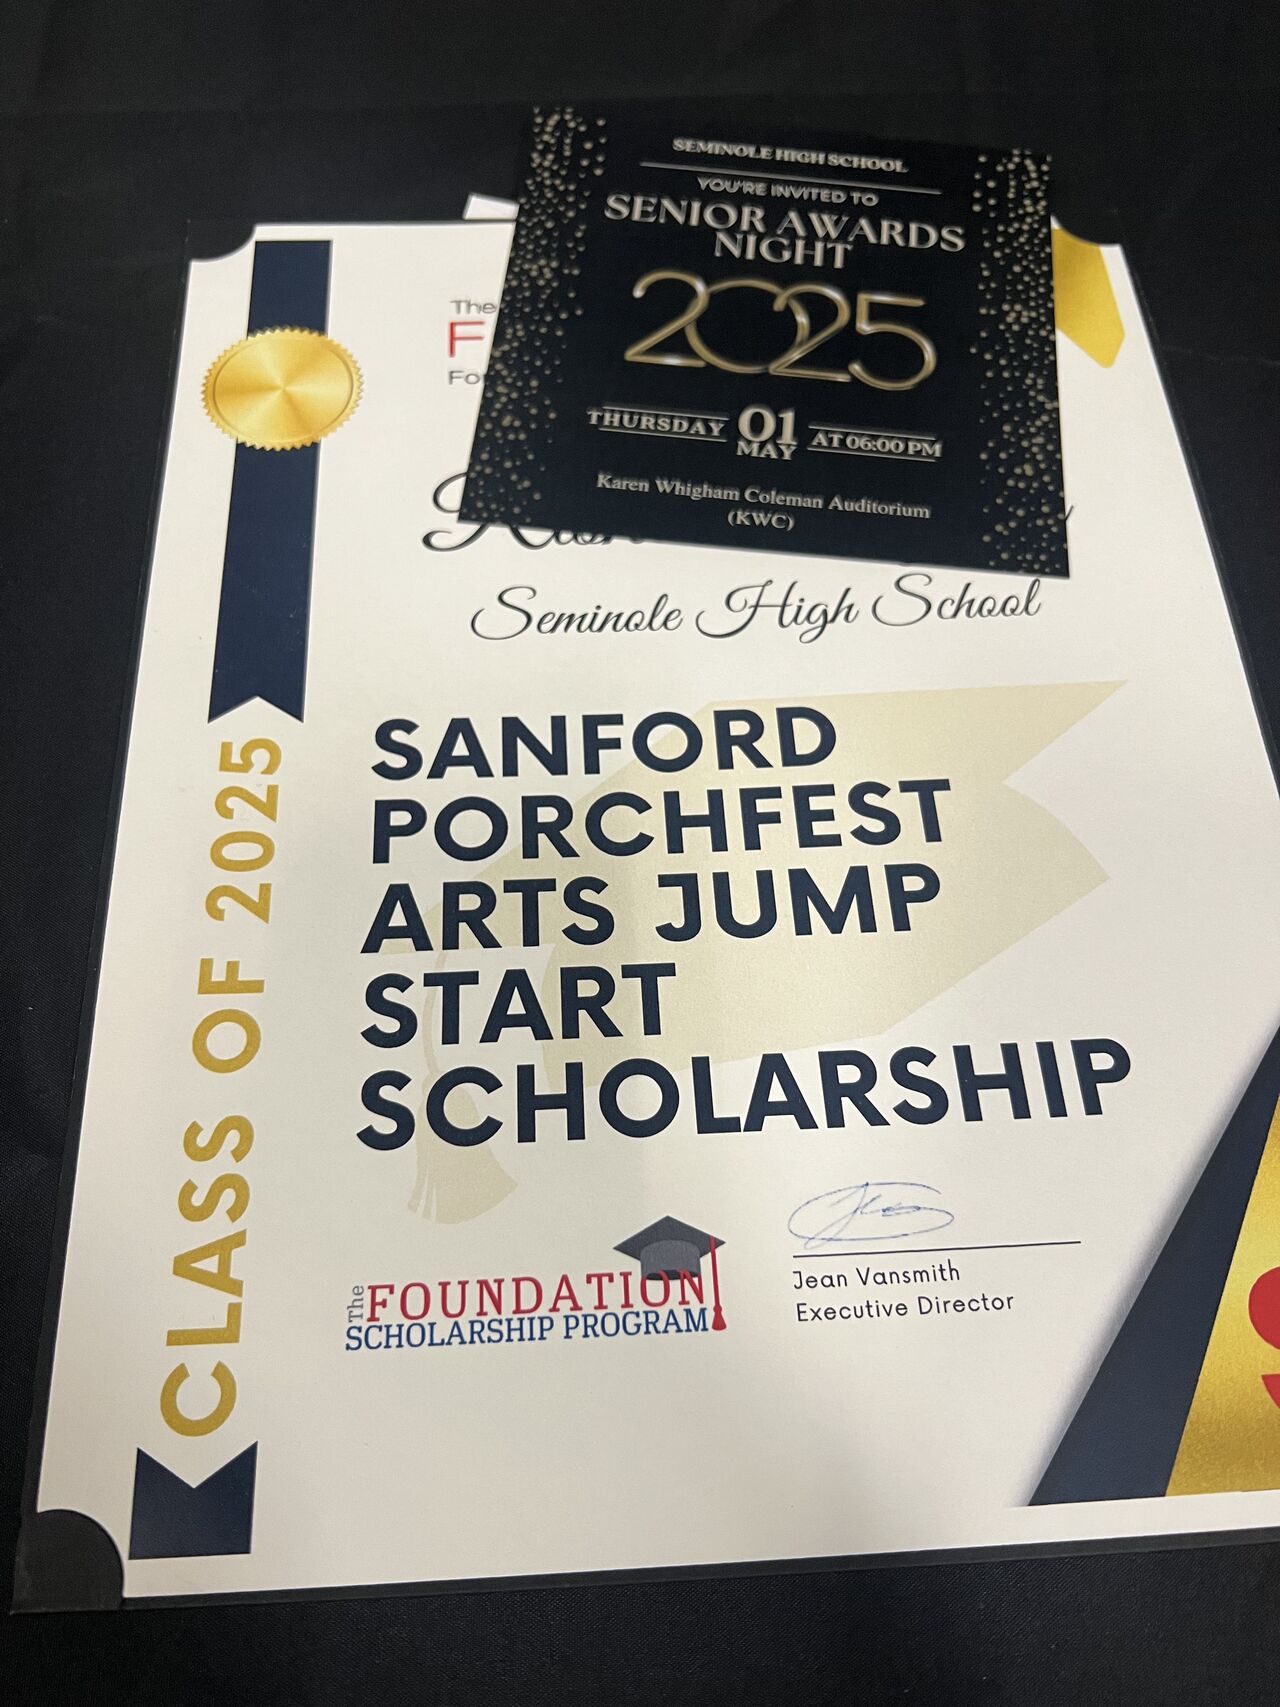 SEMINOLE HIGH SCHOOL
YOU'RE INVITED TO
SENIOR AWARDS
NIGHT
2025
THURSDAY 01 MAY AT 06:00 PM
Karen Whigham Coleman Auditorium
(KWC)
The
F
Fo
Seminole High School
SANFORD
PORCHFEST
ARTS JUMP
START
SCHOLARSHIP
CLASS OF 2025
The FOUNDATION
SCHOLARSHIP PROGRAM
Jean Vansmith
Executive Director